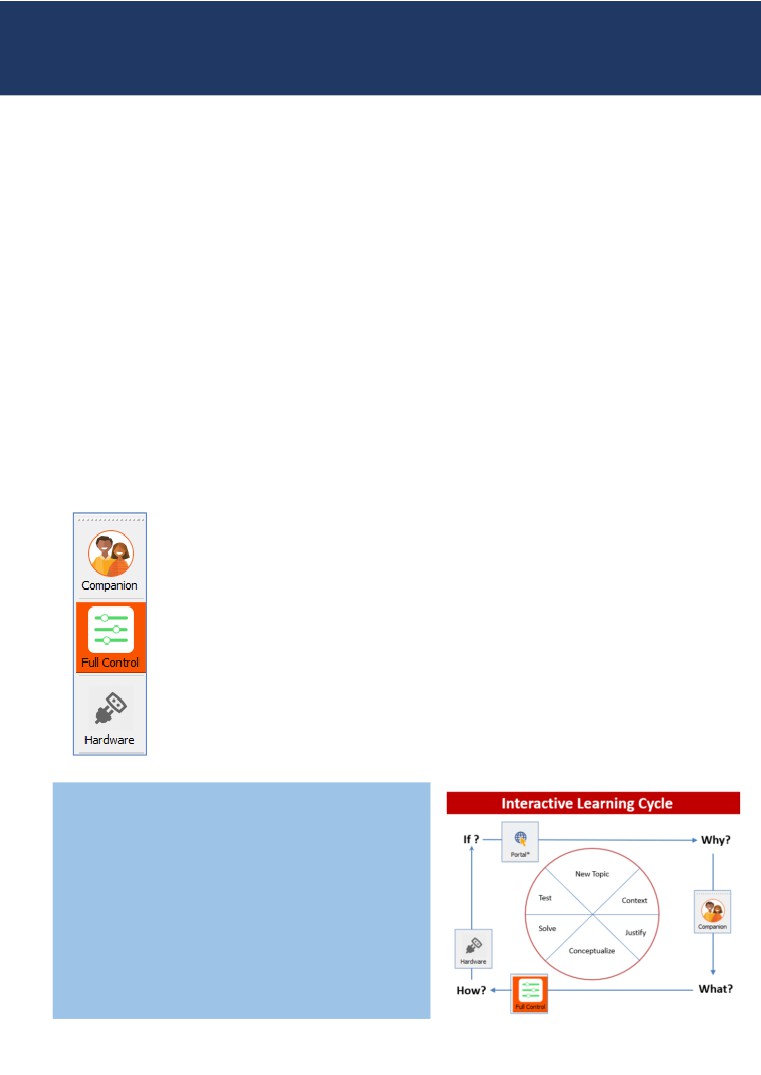 Companion
Full Control
Hardware
Interactive Learning Cycle
If ?
Portal*
Why?
New Topic
Test
Context
Companion
Solve
Justify
Hardware
Conceptualize
How?
Full Control
What?